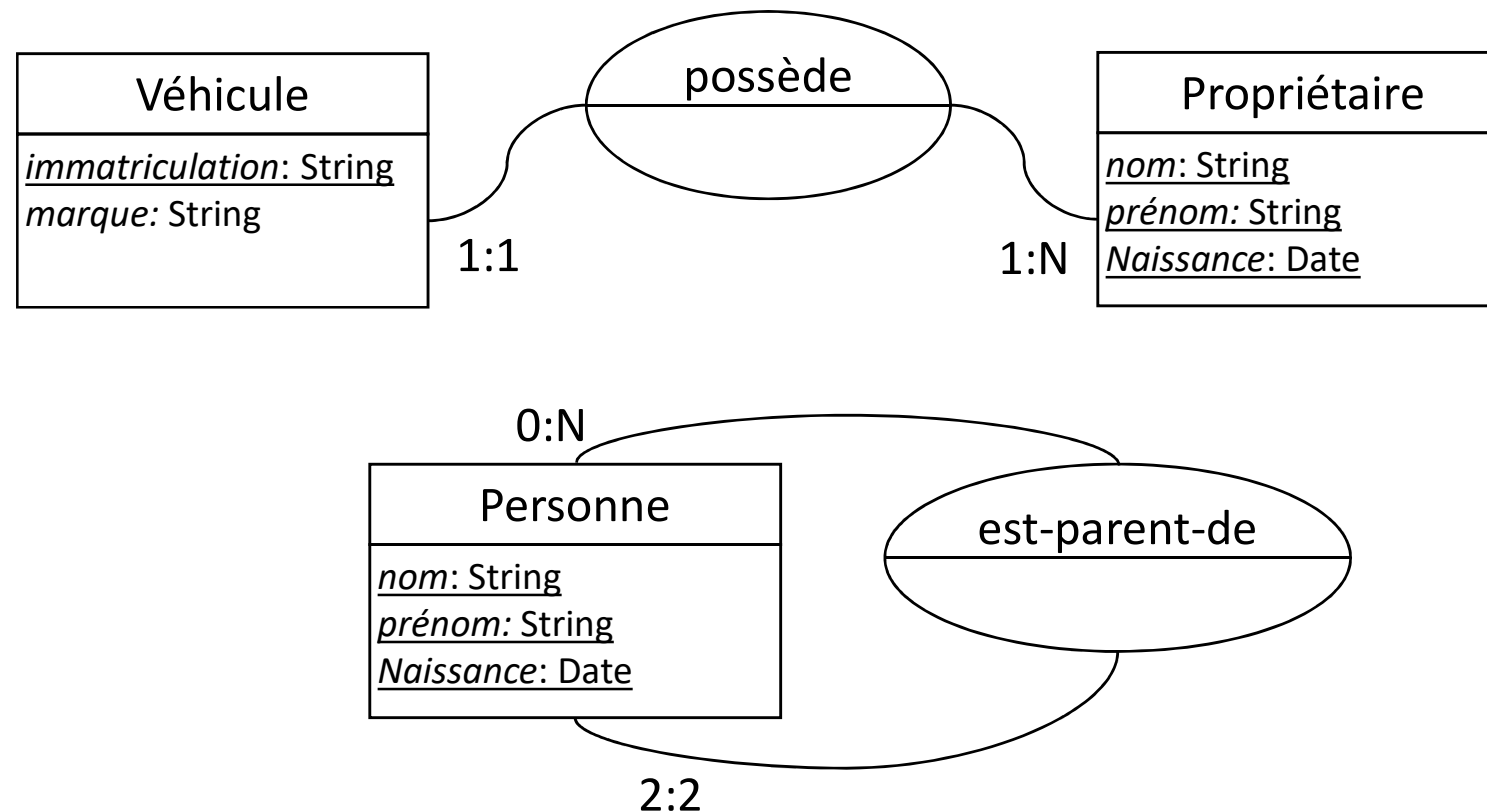 Véhicule
immatriculation: String
marque: String
1:1
possède
1:N
Propriétaire
nom: String
prénom: String
Naissance: Date
0:N
Personne
nom: String
prénom: String
Naissance: Date
2:2
est-parent-de